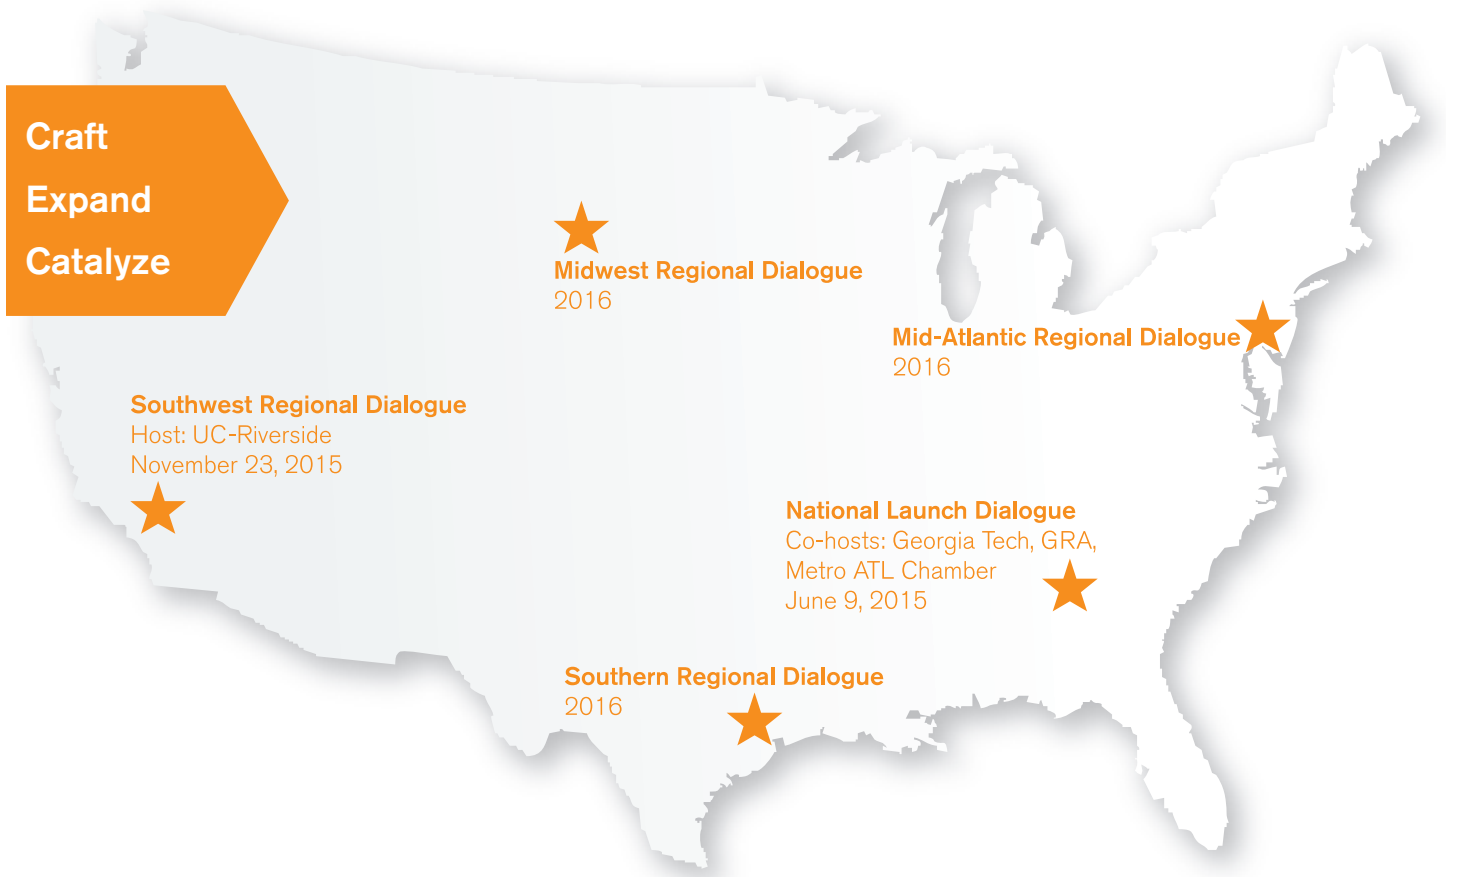 Craft
Expand
Catalyze
Midwest Regional Dialogue
2016
Mid-Atlantic Regional Dialogue
2016
Southwest Regional Dialogue
Host: UC-Riverside
November 23, 2015
National Launch Dialogue
Co-hosts: Georgia Tech, GRA,
Metro ATL Chamber
June 9, 2015
Southern Regional Dialogue
2016